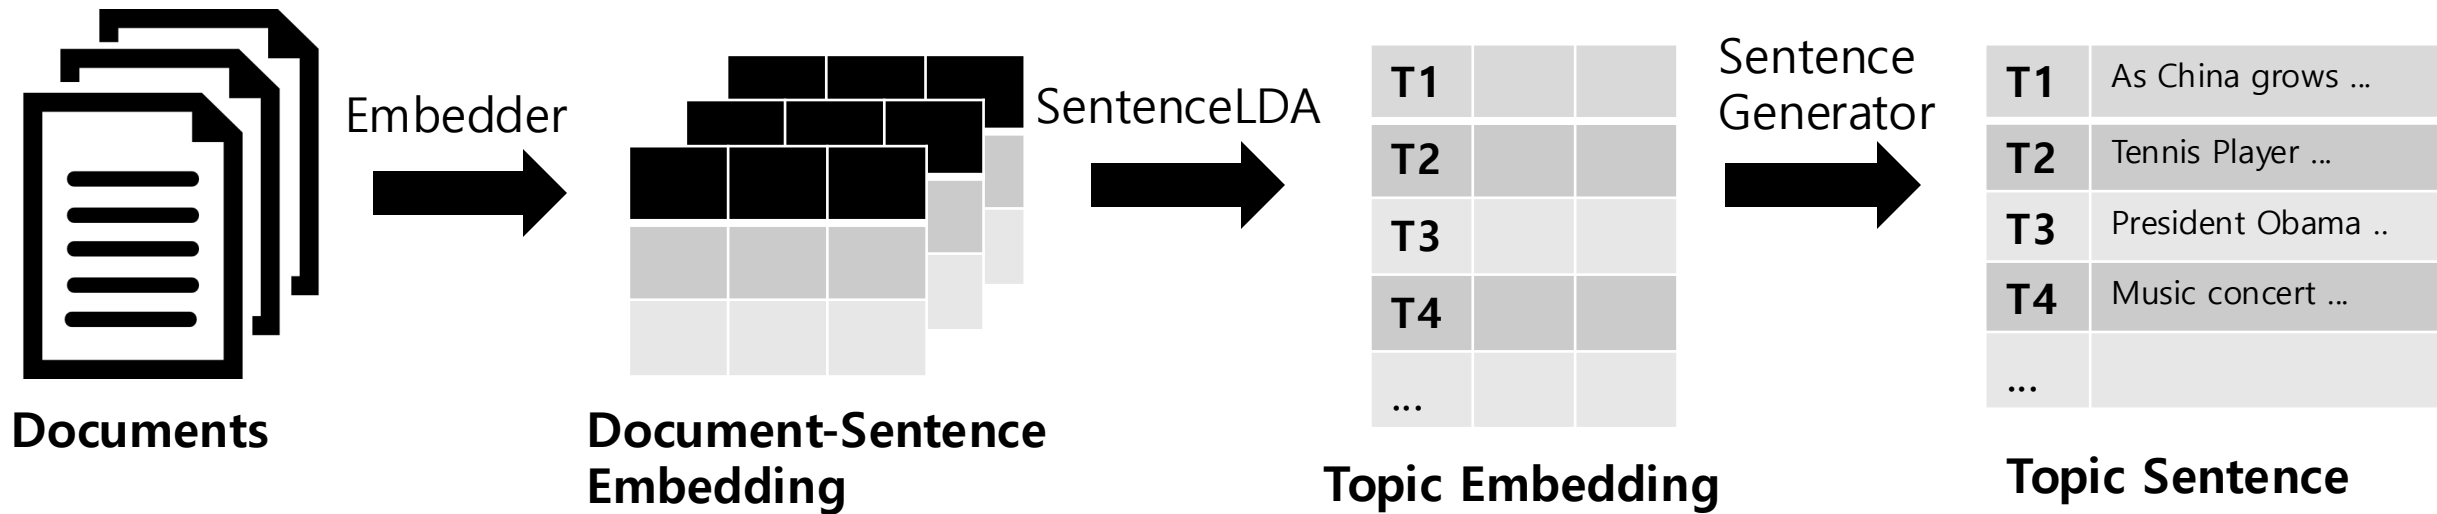 Embedder
SentenceLDA
Sentence
Generator
T1
T2
T3
T4
...
T1 As China grows ...
T2 Tennis Player ...
T3 President Obama ..
T4 Music concert ...
...
Documents
Document-Sentence
Embedding
Topic Embedding
Topic Sentence